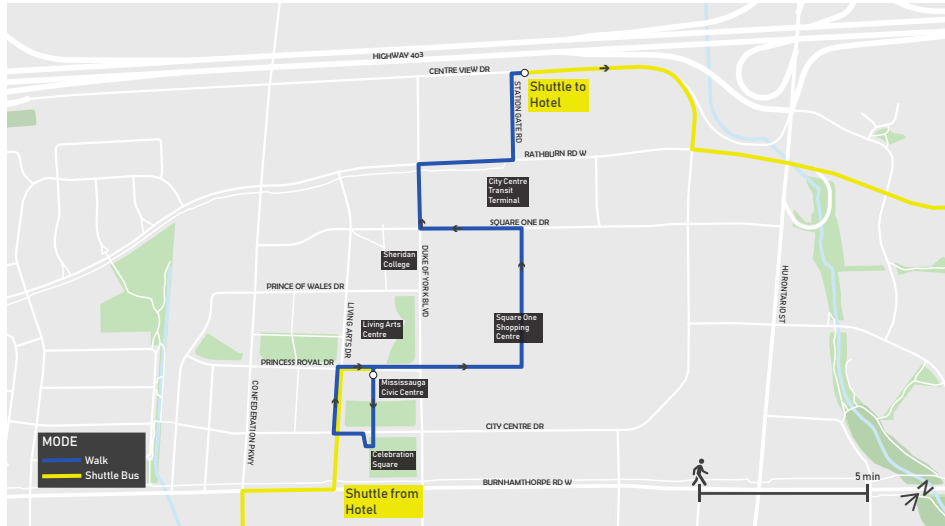 HIGHWAY 403
CENTRE VIEW DR
Shuttle to
Hotel
STATION GATE RD
RATHBURN RD W
City Centre
Transit
Terminal
SQUARE ONE DR
Sheridan
College
DUKE OF YORK BLVD
PRINCE OF WALES DR
HURONTARIO ST
LIVING ARTS DR
Living Arts
Centre
Square One
Shopping
Centre
PRINCESS ROYAL DR
Mississauga
Civic Centre
CONFEDERATION PKWY
CITY CENTRE DR
MODE
Walk
Shuttle Bus
Celebration
Square
BURNHAMTHORPE RD W
Shuttle from
Hotel
5 min
N